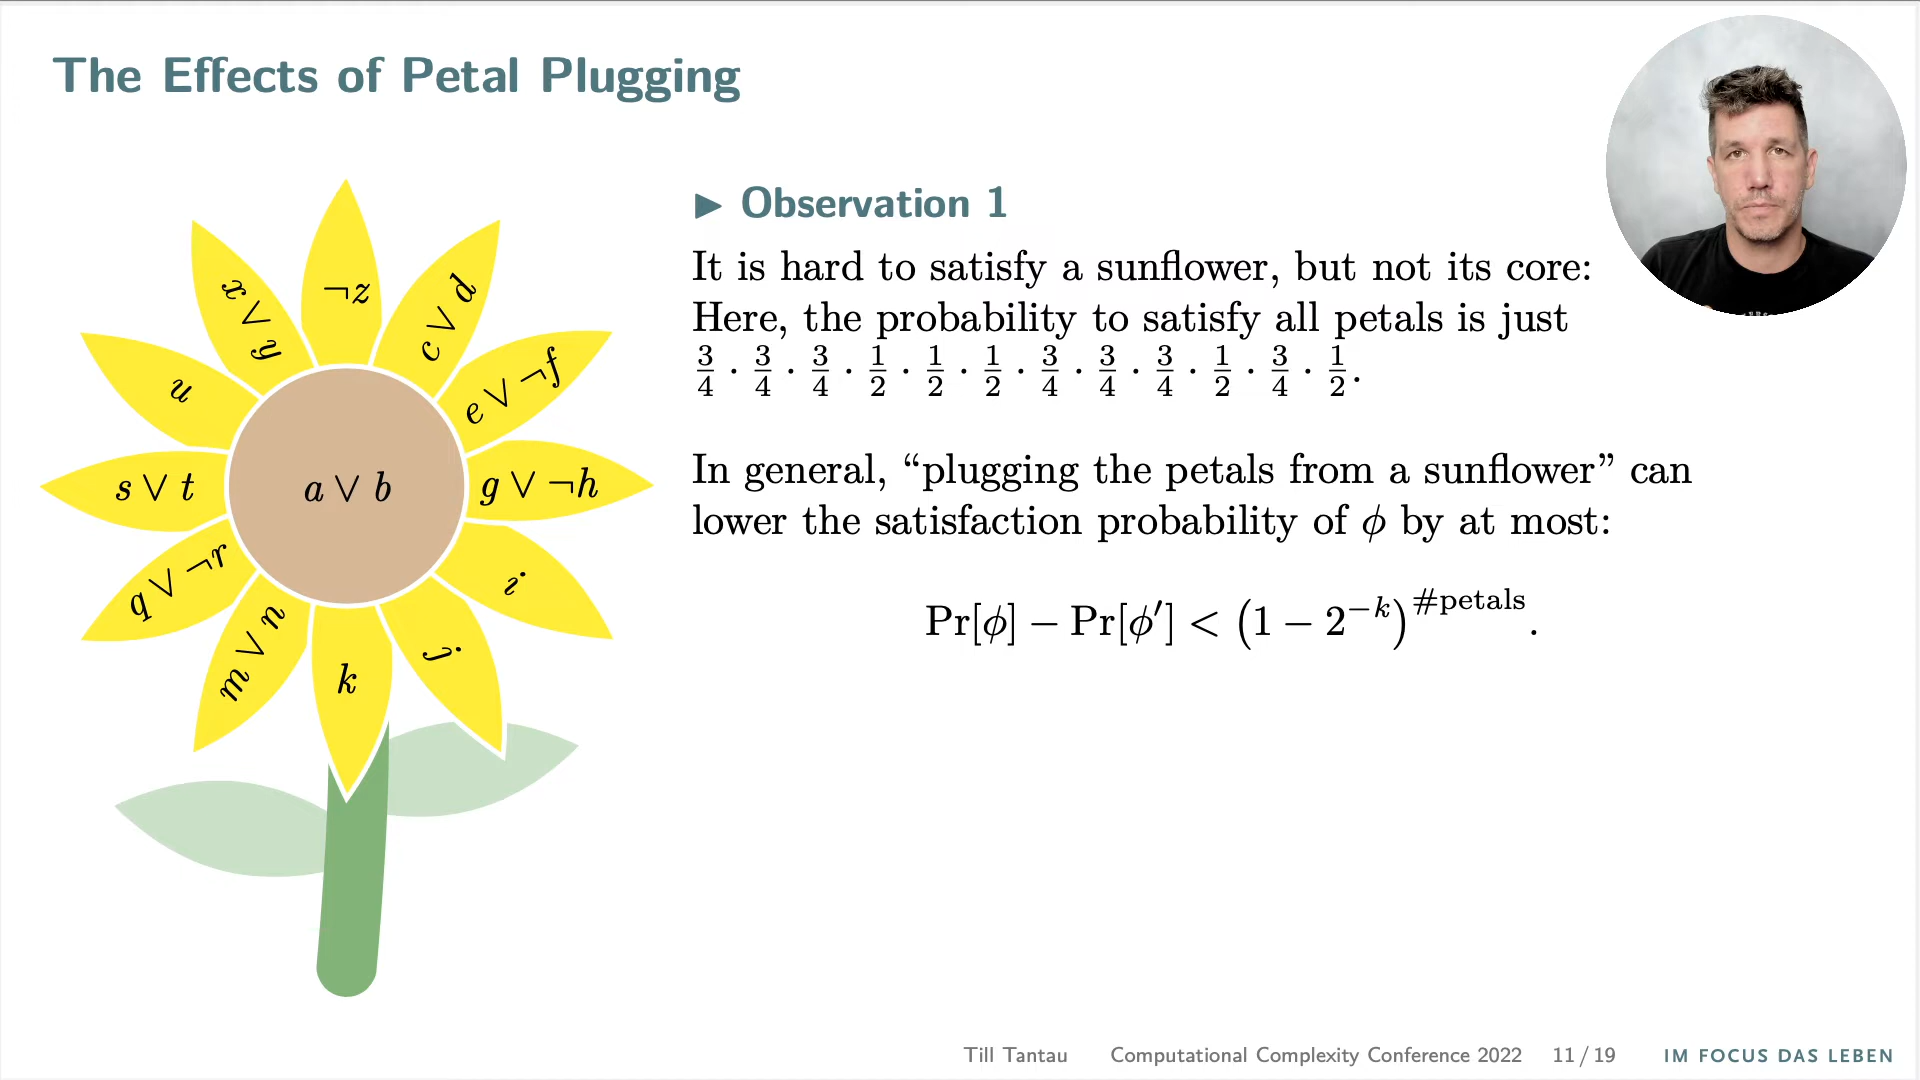 The Effects of Petal Plugging
¬z
c ∨ d
e ∨ ¬f
g ∨ ¬h
i
j
k
m ∨ n
q ∨ ¬r
s ∨ t
u
x ∨ y
a ∨ b
▶ Observation 1
It is hard to satisfy a sunflower, but not its core:
Here, the probability to satisfy all petals is just
3/4 · 3/4 · 3/4 · 1/2 · 1/2 · 1/2 · 3/4 · 3/4 · 3/4 · 1/2 · 3/4 · 1/2.
In general, “plugging the petals from a sunflower” can
lower the satisfaction probability of ϕ by at most:
Pr[ϕ] − Pr[ϕ′] < (1 − 2^{−k})^{#petals}.
Till Tantau Computational Complexity Conference 2022 11 / 19 IM FOCUS DAS LEBEN